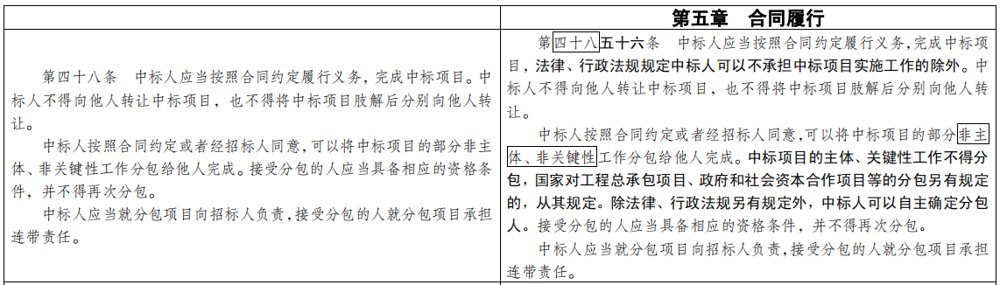 第四十八条　中标人应当按照合同约定履行义务，完成中标项目。中
标人不得向他人转让中标项目，也不得将中标项目肢解后分别向他人转
让。
中标人按照合同约定或者经招标人同意，可以将中标项目的部分非主
体、非关键性工作分包给他人完成。接受分包的人应当具备相应的资格条
件，并不得再次分包。
中标人应当就分包项目向招标人负责，接受分包的人就分包项目承担
连带责任。
第五章　合同履行
第四十八五十六条　中标人应当按照合同约定履行义务，完成中标项
目，法律、行政法规规定中标人可以不承担中标项目实施工作的除外。中
标人不得向他人转让中标项目，也不得将中标项目肢解后分别向他人转
让。
中标人按照合同约定或者经招标人同意，可以将中标项目的部分非主
体、非关键性工作分包给他人完成。中标项目的主体、关键性工作不得分
包，国家对工程总承包项目、政府和社会资本合作项目等的分包另有规定
的，从其规定。除法律、行政法规另有规定外，中标人可以自主确定分包
人。接受分包的人应当具备相应的资格条件，并不得再次分包。
中标人应当就分包项目向招标人负责，接受分包的人就分包项目承担
连带责任。